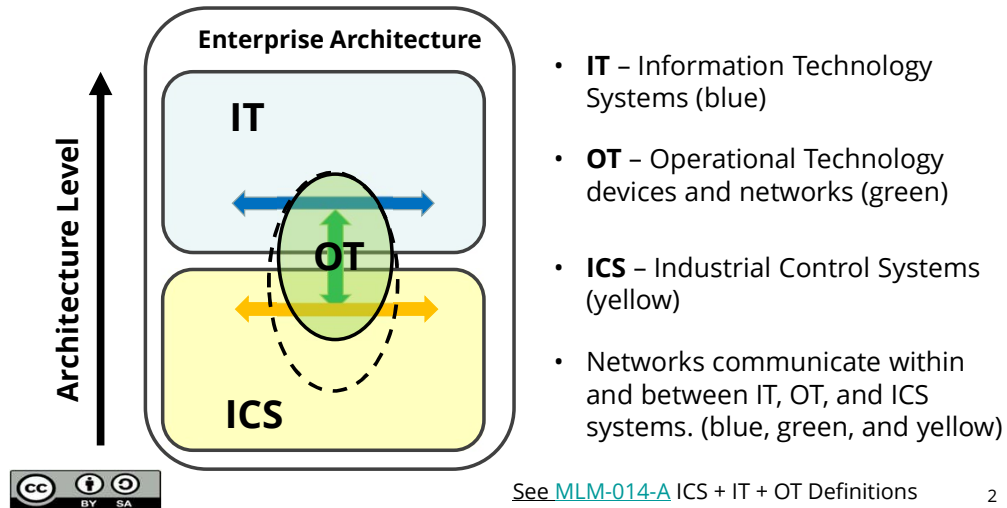 Enterprise Architecture
Architecture Level
IT
OT
ICS
• IT – Information Technology
Systems (blue)
• OT – Operational Technology
devices and networks (green)
• ICS – Industrial Control Systems
(yellow)
• Networks communicate within
and between IT, OT, and ICS
systems. (blue, green, and yellow)
cc BY SA
See MLM-014-A ICS + IT + OT Definitions
2